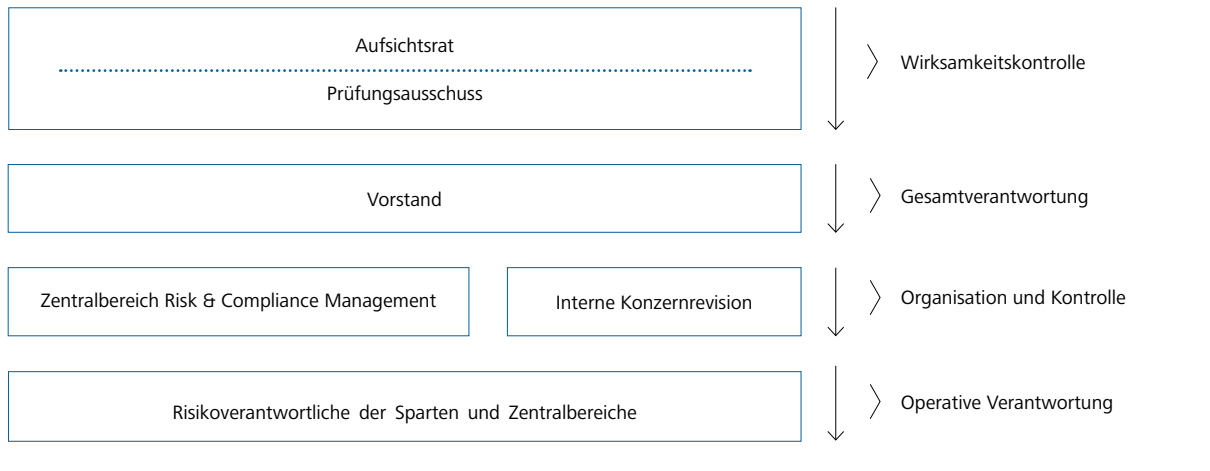 Aufsichtsrat
Prüfungsausschuss
Wirksamkeitskontrolle
Vorstand
Gesamtverantwortung
Zentralbereich Risk & Compliance Management
Interne Konzernrevision
Organisation und Kontrolle
Risikoverantwortliche der Sparten und Zentralbereiche
Operative Verantwortung